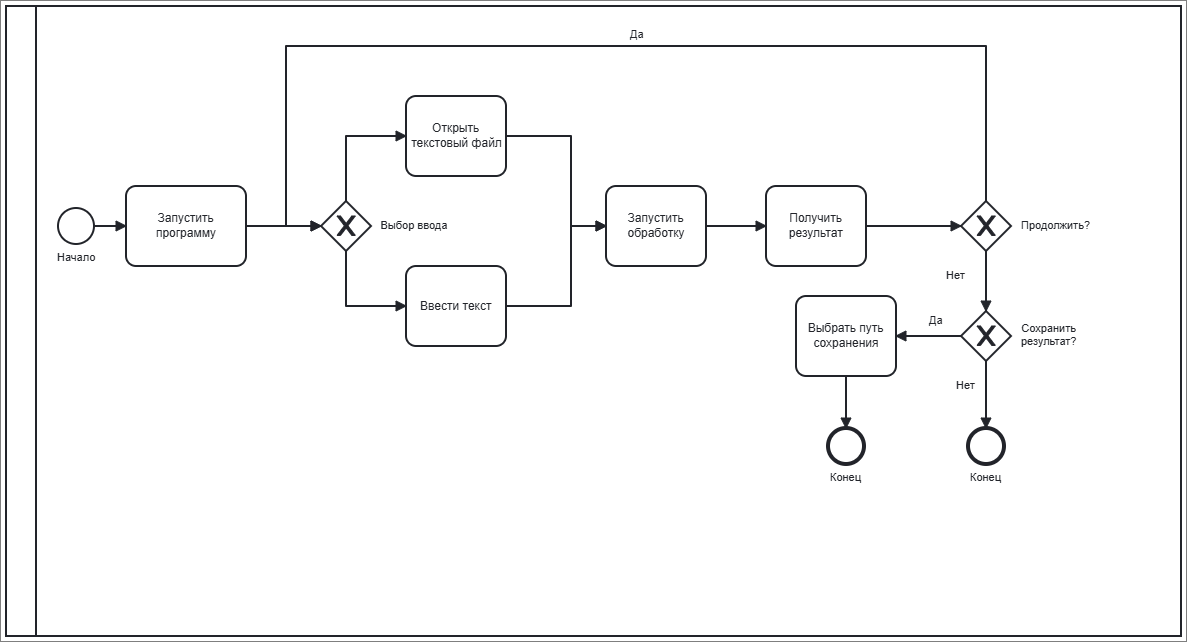 Да
Открыть
текстовый файл
Запустить
программу
Начало
Выбор ввода
Ввести текст
Запустить
обработку
Получить
результат
Продолжить?
Нет
Выбрать путь
сохранения
Да
Сохранить
результат?
Нет
Конец
Конец